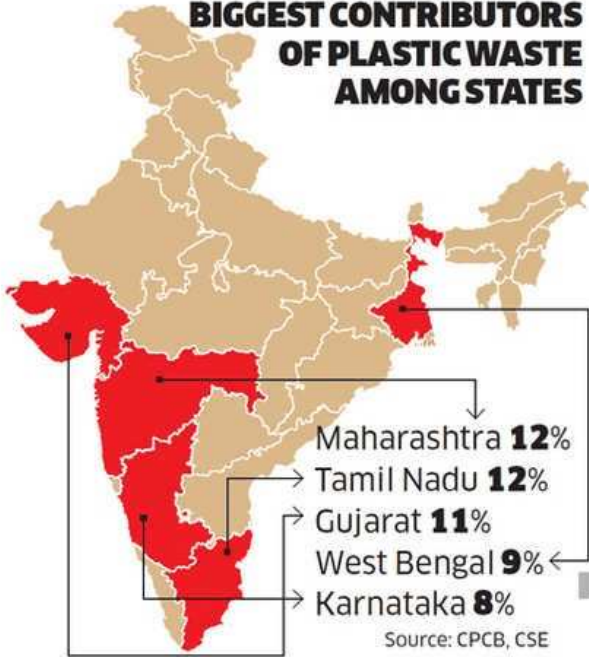 BIGGEST CONTRIBUTORS
OF PLASTIC WASTE
AMONG STATES
Maharashtra 12%
Tamil Nadu 12%
Gujarat 11%
West Bengal 9%
Karnataka 8%
Source: CPCB, CSE